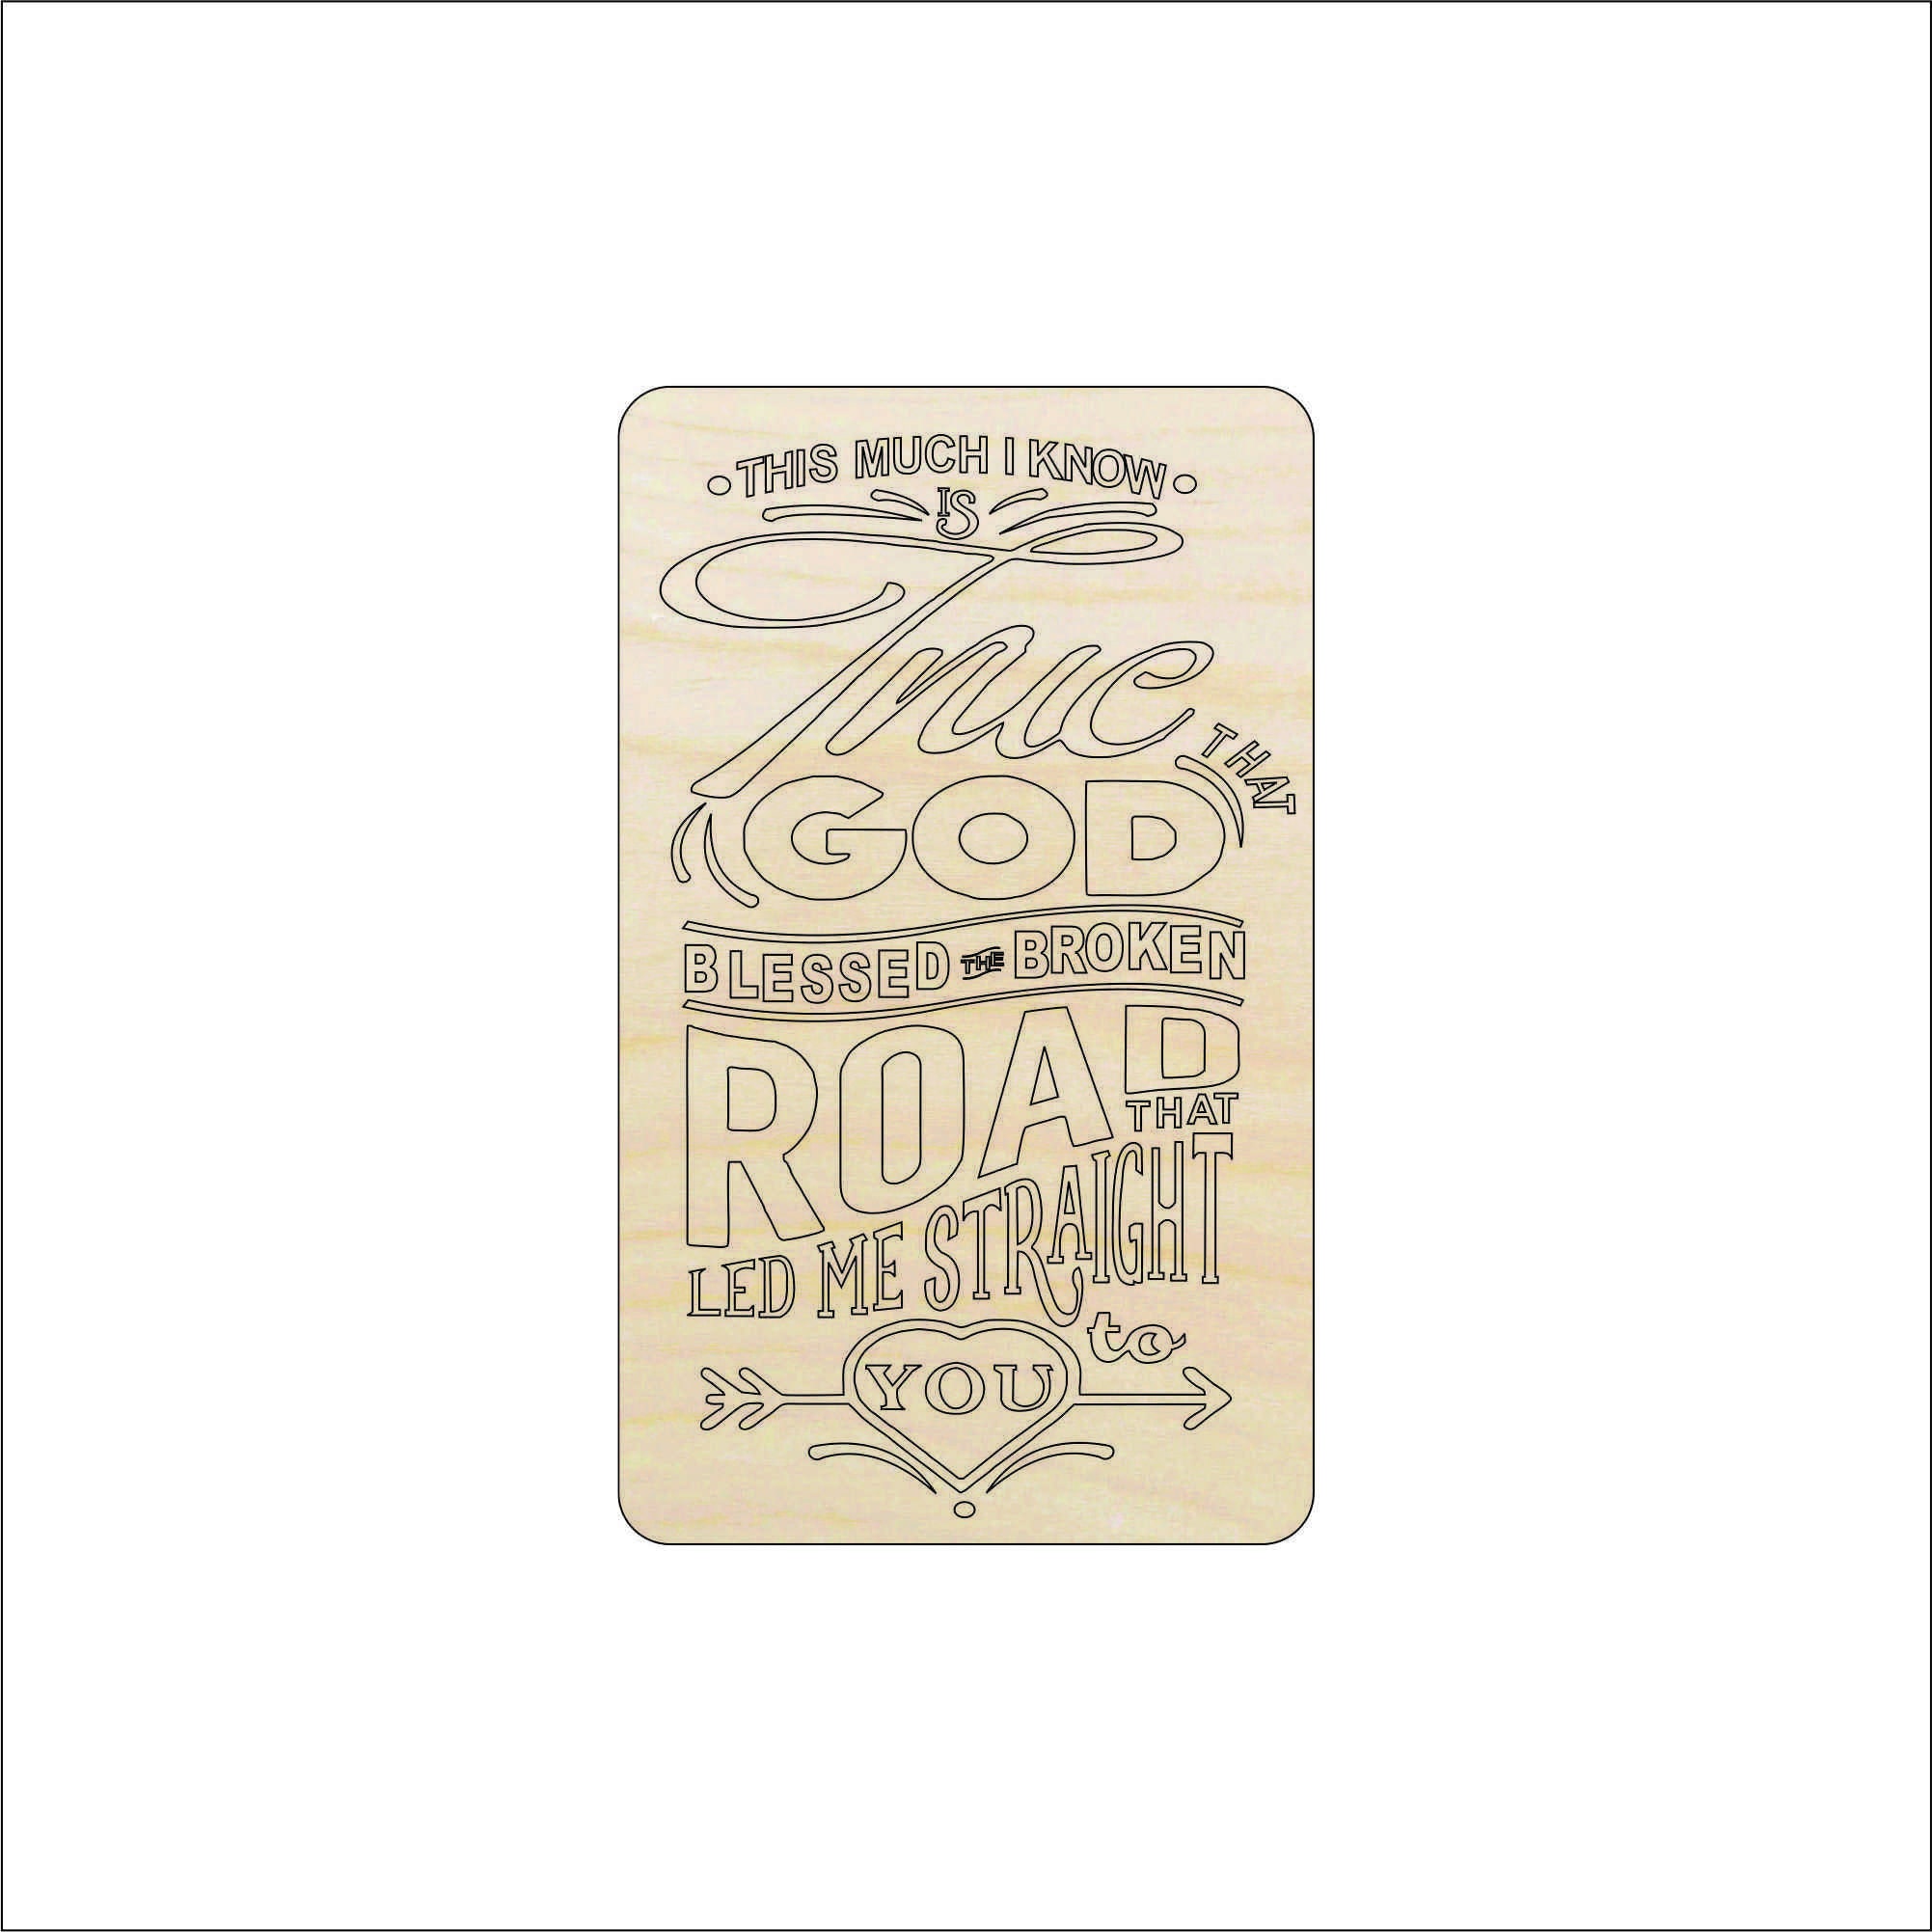 THIS MUCH I KNOW
IS
True
THAT
GOD
BLESSED THE BROKEN
ROAD
THAT
LED ME STRAIGHT
to
YOU